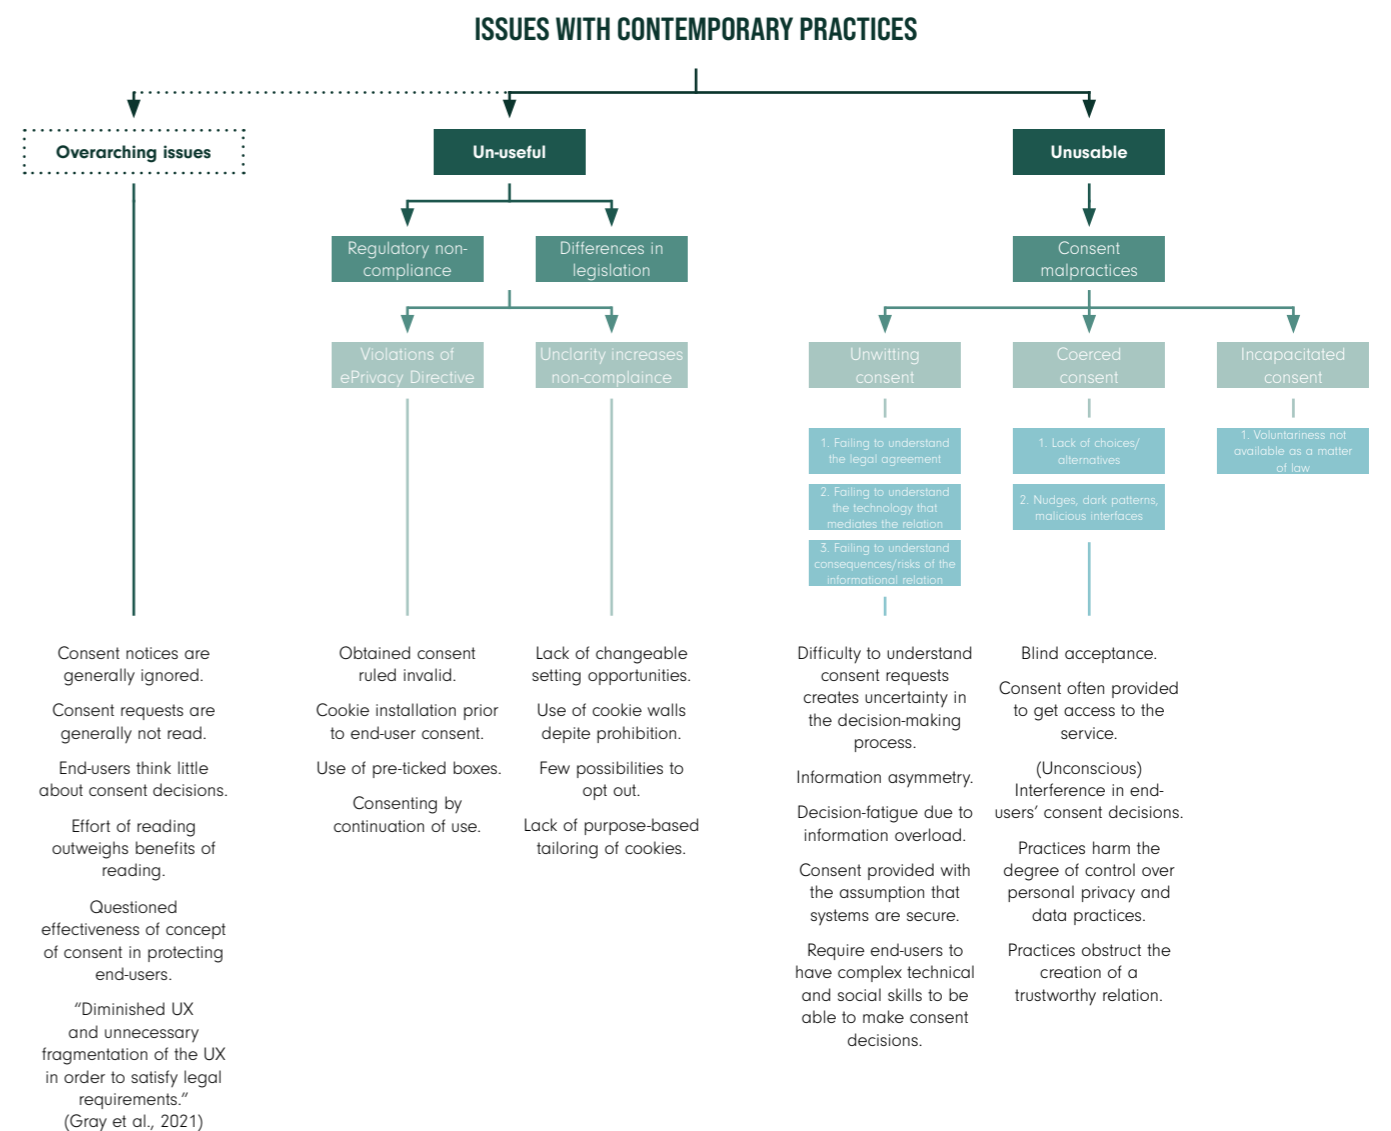 ISSUES WITH CONTEMPORARY PRACTICES
Overarching issues
Un-useful
Unusable
Regulatory non-
compliance
Differences in
legislation
Consent
malpractices
Violations of
ePrivacy Directive
Unclarity increases
non-complaince
Unwitting
consent
Coerced
consent
Incapacitated
consent
1. Failing to understand
the legal agreement
2. Failing to understand
the technology that
mediates the relation
3. Failing to understand
consequences/risks of the
informational relation
1. Lack of choices/
alternatives
2. Nudges, dark patterns,
malicious interfaces
1. Voluntariness not
available as a matter
of law
Consent notices are
generally ignored.
Consent requests are
generally not read.
End-users think little
about consent decisions.
Effort of reading
outweighs benefits of
reading.
Questioned
effectiveness of concept
of consent in protecting
end-users.
“Diminished UX
and unnecessary
fragmentation of the UX
in order to satisfy legal
requirements.”
(Gray et al., 2021)
Obtained consent
ruled invalid.
Cookie installation prior
to end-user consent.
Use of pre-ticked boxes.
Consenting by
continuation of use.
Lack of changeable
setting opportunities.
Use of cookie walls
depite prohibition.
Few possibilities to
opt out.
Lack of purpose-based
tailoring of cookies.
Difficulty to understand
consent requests
creates uncertainty in
the decision-making
process.
Information asymmetry.
Decision-fatigue due to
information overload.
Consent provided with
the assumption that
systems are secure.
Require end-users to
have complex technical
and social skills to be
able to make consent
decisions.
Blind acceptance.
Consent often provided
to get access to the
service.
(Unconscious)
Interference in end-
users’ consent decisions.
Practices harm the
degree of control over
personal privacy and
data practices.
Practices obstruct the
creation of a
trustworthy relation.